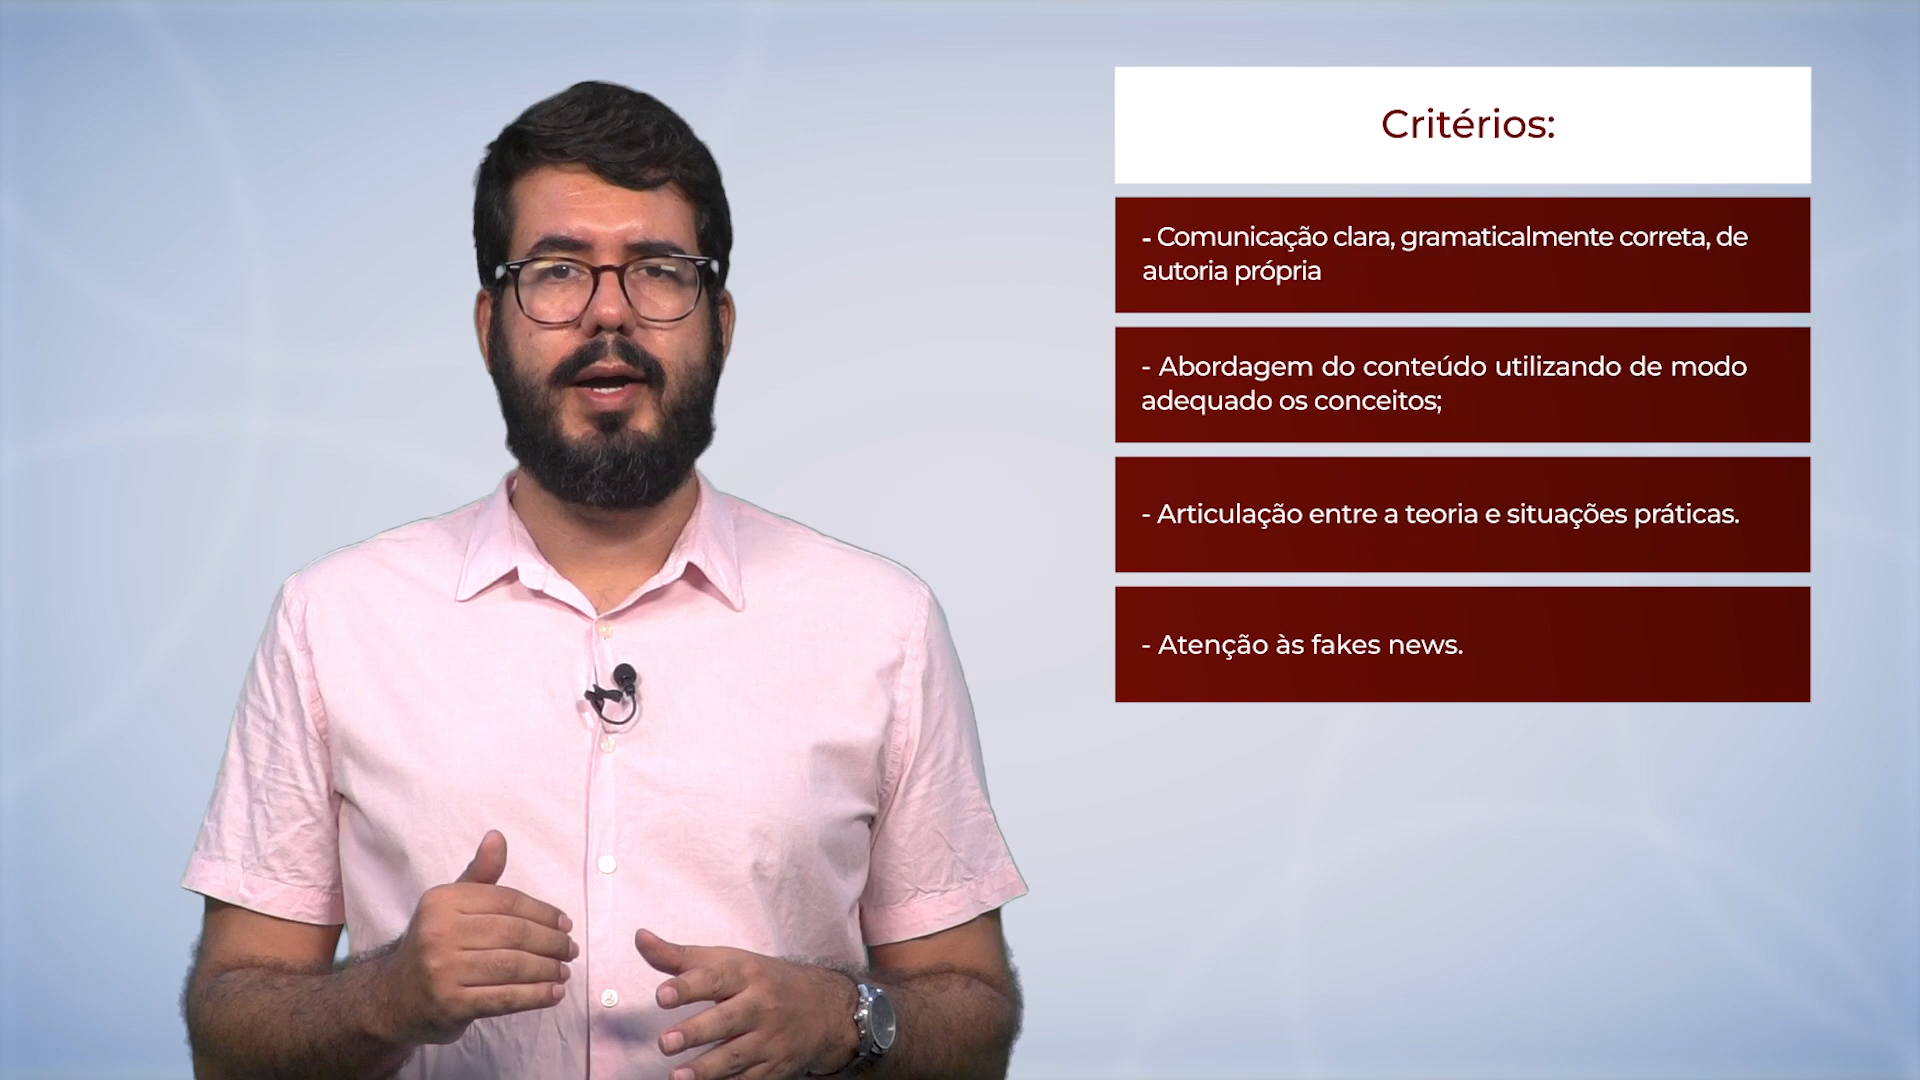 Critérios:
- Comunicação clara, gramaticalmente correta, de
autoria própria
- Abordagem do conteúdo utilizando de modo
adequado os conceitos;
- Articulação entre a teoria e situações práticas.
- Atenção às fakes news.